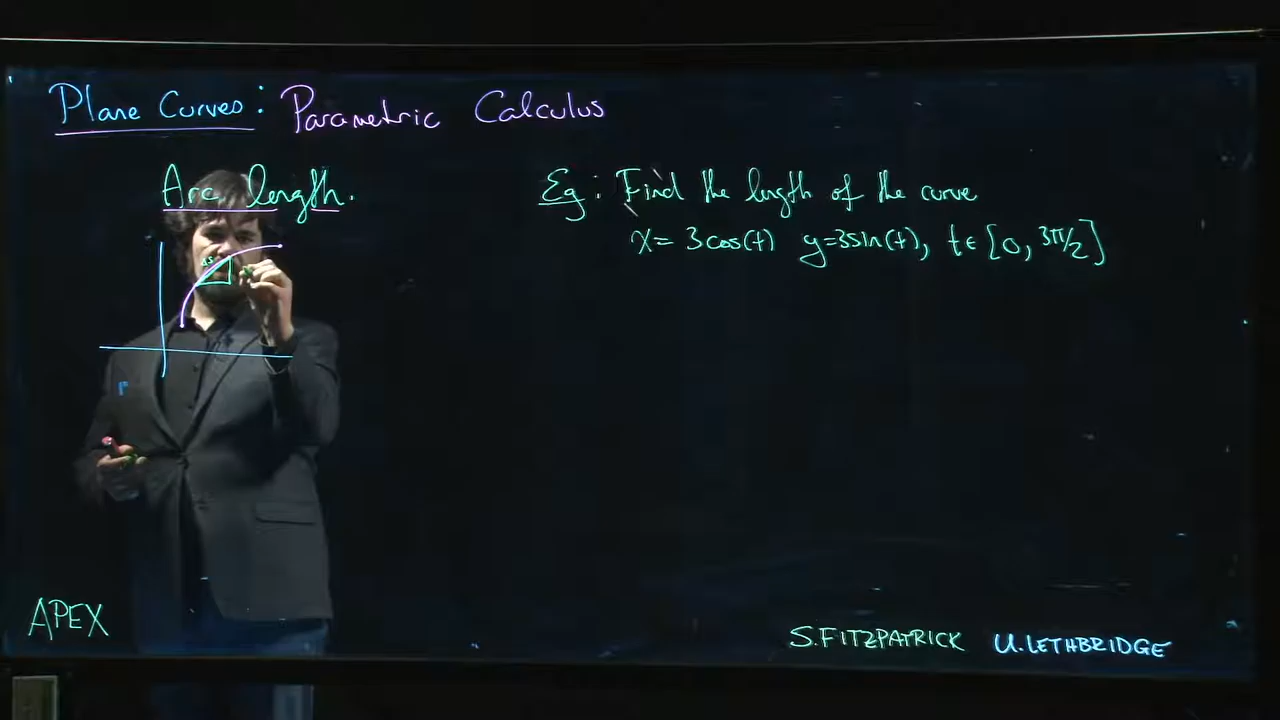 Plane Curves: Parametric Calculus
Arc length.
Δs
Eg: Find the length of the curve
x= 3cos(t) y=3sin(t), t∈[0, 3π/2]
APEX
S.FITZPATRICK U.LETHBRIDGE